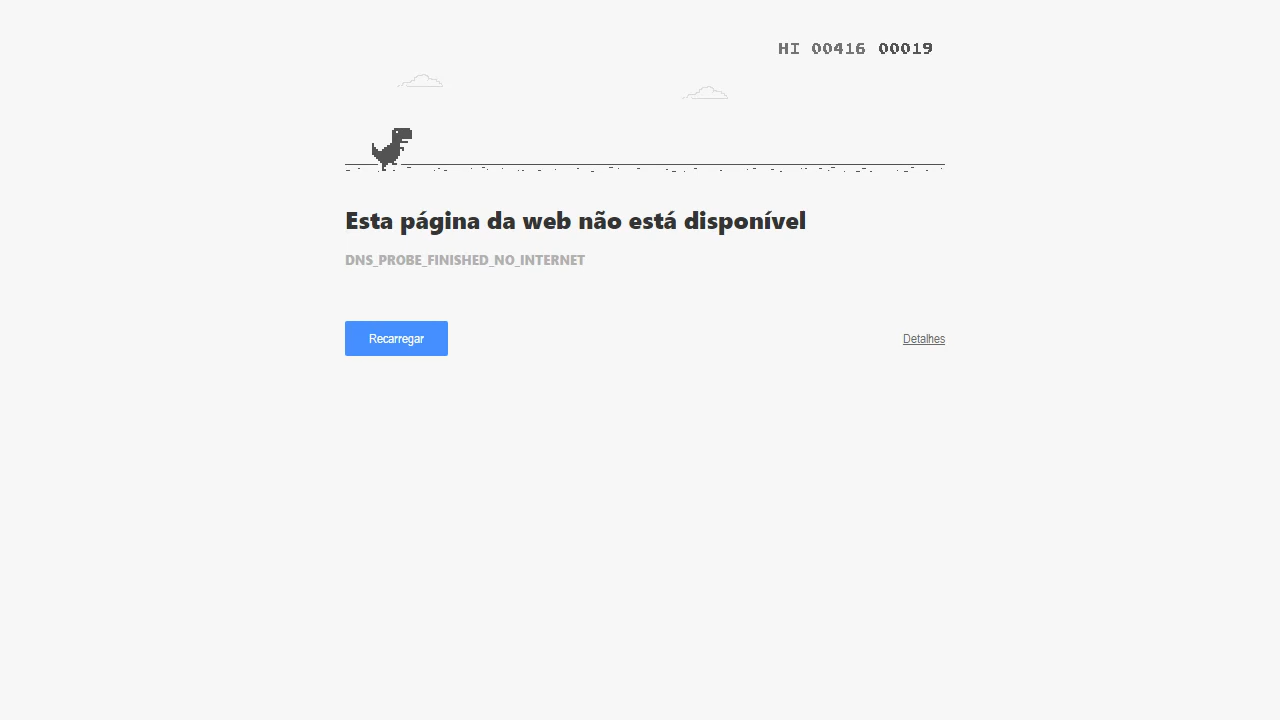 HI 00416 00019
Esta página da web não está disponível
DNS_PROBE_FINISHED_NO_INTERNET
Recarregar
Detalhes